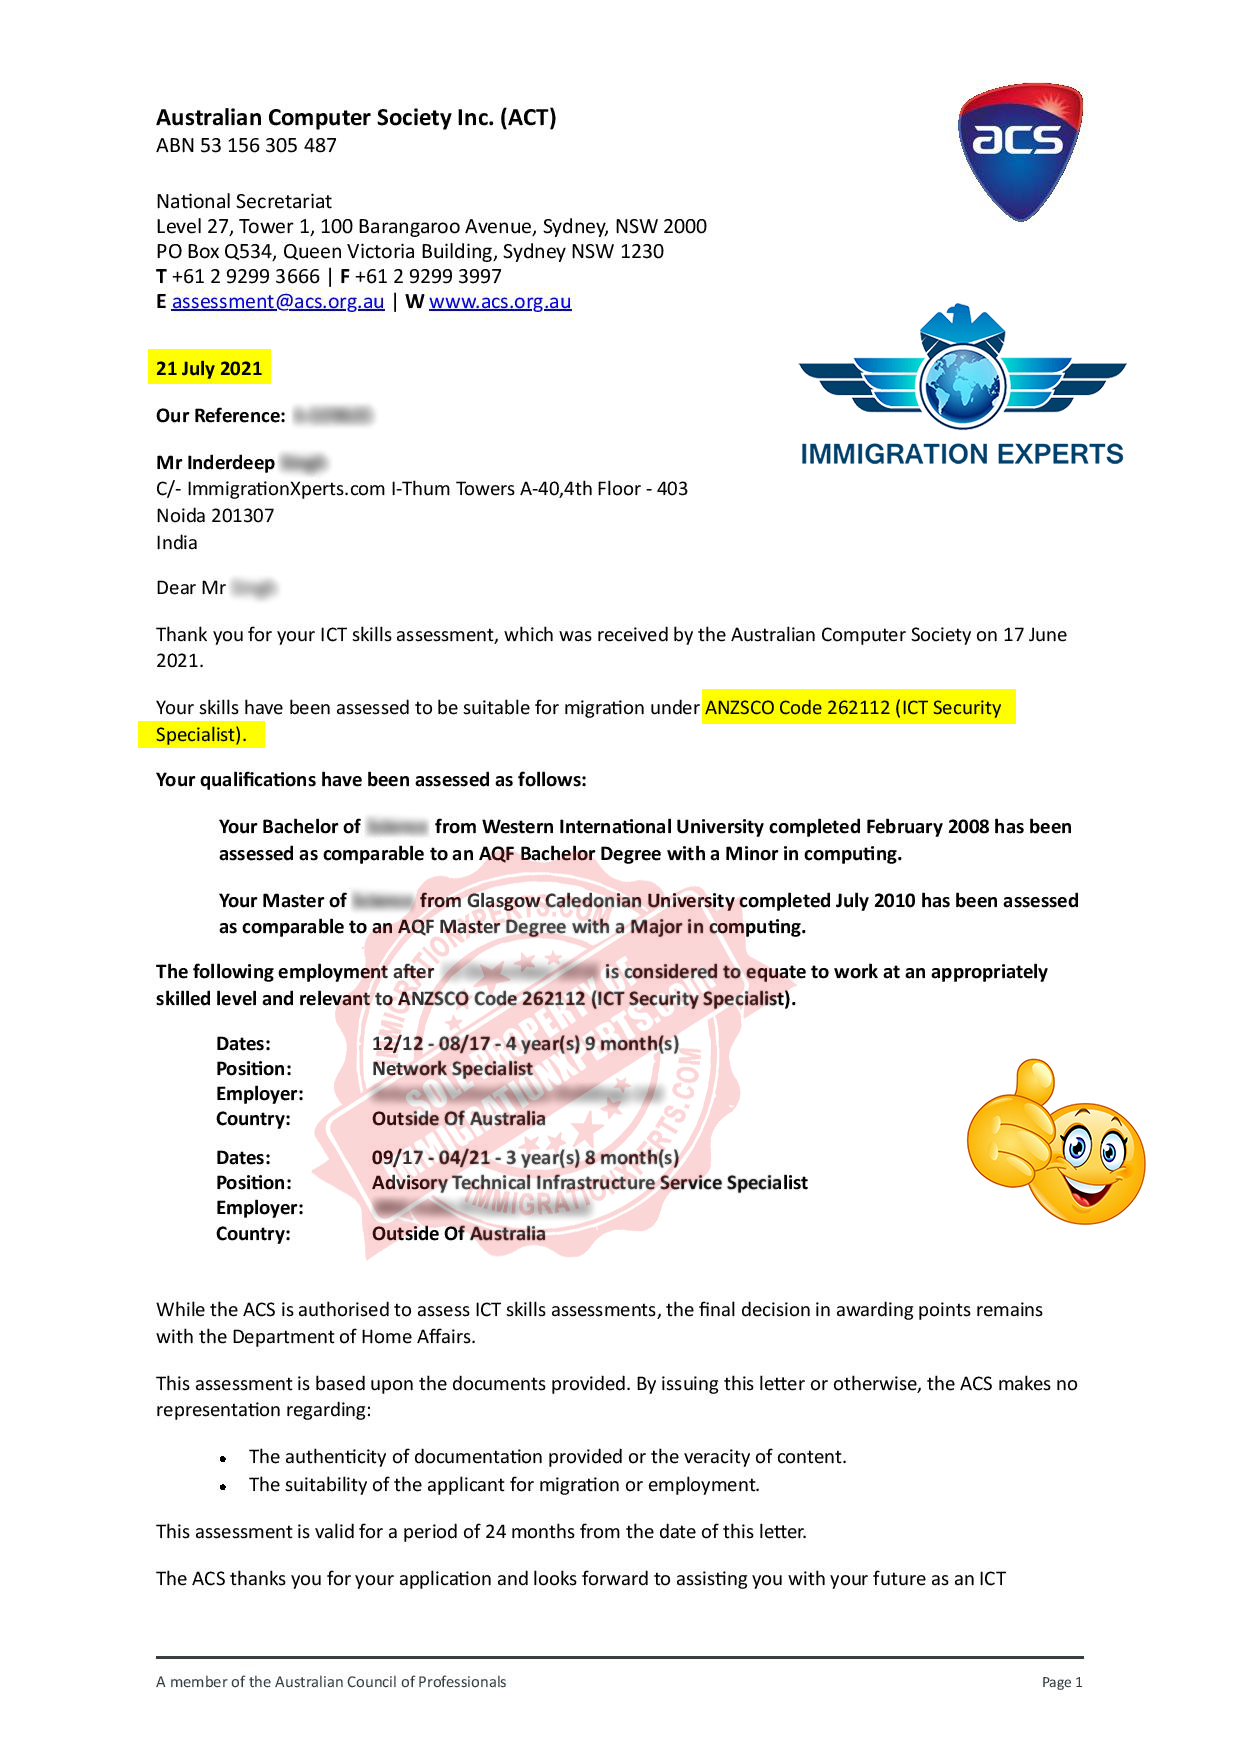 Australian Computer Society Inc. (ACT)
ABN 53 156 305 487
acs
National Secretariat
Level 27, Tower 1, 100 Barangaroo Avenue, Sydney, NSW 2000
PO Box Q534, Queen Victoria Building, Sydney NSW 1230
T +61 2 9299 3666 | F +61 2 9299 3997
E assessment@acs.org.au | W www.acs.org.au
21 July 2021
Our Reference:
IMMIGRATION EXPERTS
Mr Inderdeep
C/- ImmigrationXperts.com I-Thum Towers A-40,4th Floor - 403
Noida 201307
India
Dear Mr
Thank you for your ICT skills assessment, which was received by the Australian Computer Society on 17 June
2021.
Your skills have been assessed to be suitable for migration under ANZSCO Code 262112 (ICT Security
Specialist).
Your qualifications have been assessed as follows:
Your Bachelor of from Western International University completed February 2008 has been
assessed as comparable to an AQF Bachelor Degree with a Minor in computing.
Your Master of from Glasgow Caledonian University completed July 2010 has been assessed
as comparable to an AQF Master Degree with a Major in computing.
The following employment after is considered to equate to work at an appropriately
skilled level and relevant to ANZSCO Code 262112 (ICT Security Specialist).
Dates: 12/12 - 08/17 - 4 year(s) 9 month(s)
Position: Network Specialist
Employer:
Country: Outside Of Australia
Dates: 09/17 - 04/21 - 3 year(s) 8 month(s)
Position: Advisory Technical Infrastructure Service Specialist
Employer:
Country: Outside Of Australia
IMMIGRATIONXPERTS.COM
SOLE PROPERTY OF
IMMIGRATIONXPERTS.COM
IMMIGRATIONXPERTS.COM
While the ACS is authorised to assess ICT skills assessments, the final decision in awarding points remains
with the Department of Home Affairs.
This assessment is based upon the documents provided. By issuing this letter or otherwise, the ACS makes no
representation regarding:
• The authenticity of documentation provided or the veracity of content.
• The suitability of the applicant for migration or employment.
This assessment is valid for a period of 24 months from the date of this letter.
The ACS thanks you for your application and looks forward to assisting you with your future as an ICT
A member of the Australian Council of Professionals
Page 1